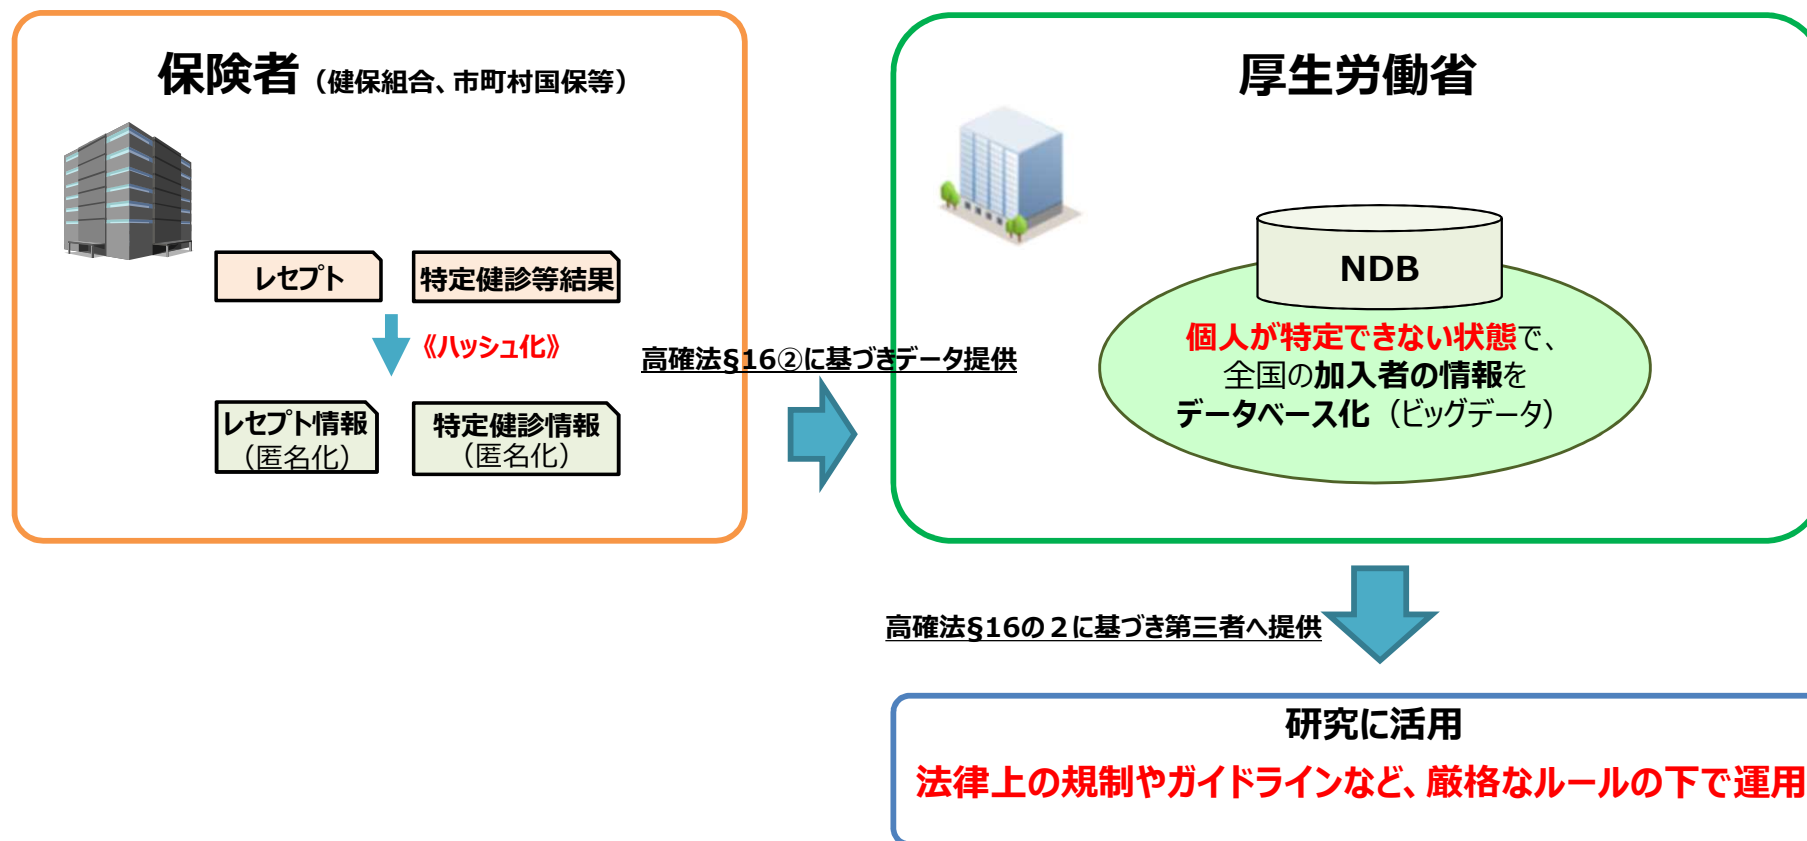 保険者（健保組合、市町村国保等）
レセプト
特定健診等結果
《ハッシュ化》
レセプト情報
（匿名化）
特定健診情報
（匿名化）
高確法§16②に基づきデータ提供
厚生労働省
NDB
個人が特定できない状態で、
全国の加入者の情報を
データベース化（ビッグデータ）
高確法§16の２に基づき第三者へ提供
研究に活用
法律上の規制やガイドラインなど、厳格なルールの下で運用